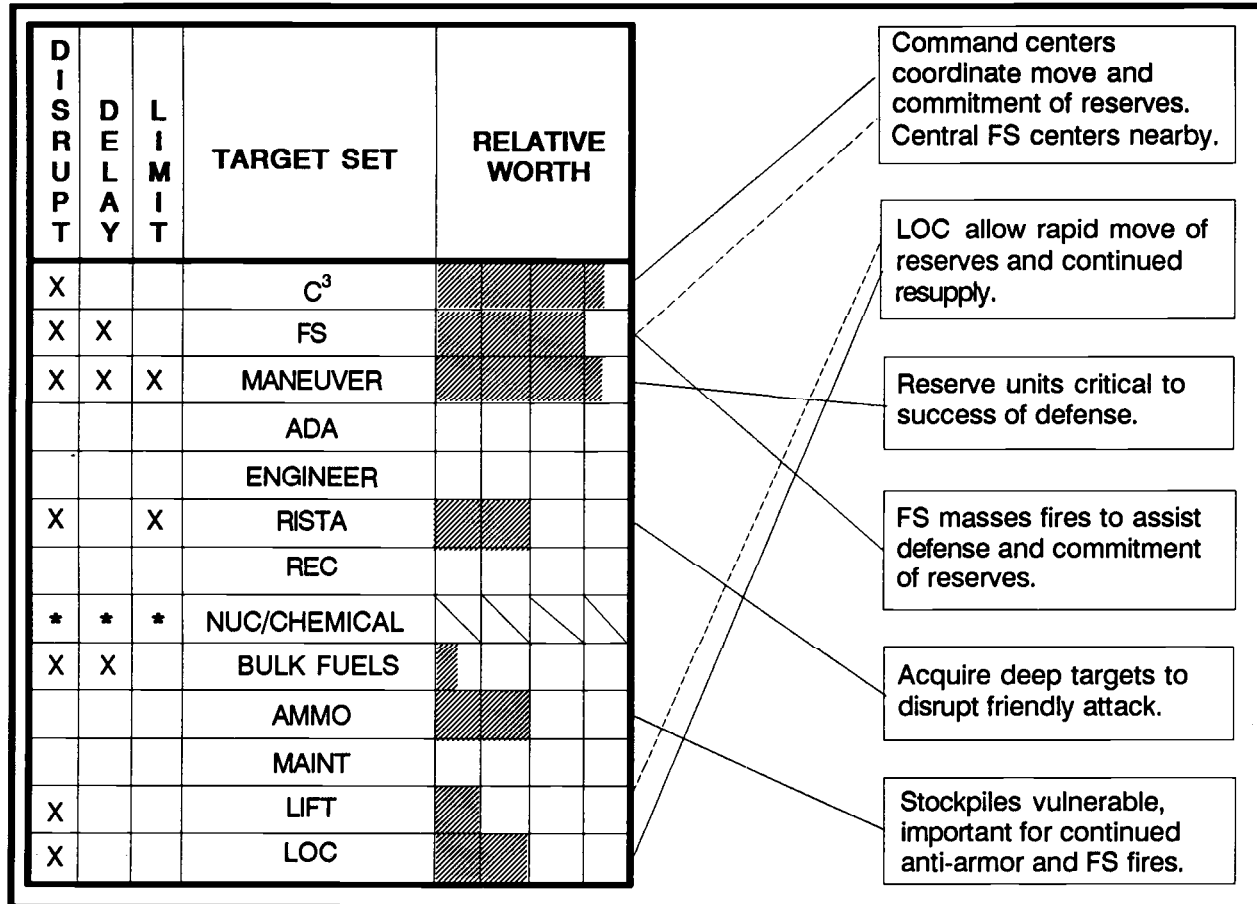 DISRUPT DELAY LIMIT TARGET SET RELATIVE
WORTH
X C³
X X FS
X X X MANEUVER
ADA
ENGINEER
X X RISTA
REC
* * * NUC/CHEMICAL
X X BULK FUELS
AMMO
MAINT
X LIFT
X LOC
Command centers
coordinate move and
commitment of reserves.
Central FS centers nearby.
LOC allow rapid move of
reserves and continued
resupply.
Reserve units critical to
success of defense.
FS masses fires to assist
defense and commitment
of reserves.
Acquire deep targets to
disrupt friendly attack.
Stockpiles vulnerable,
important for continued
anti-armor and FS fires.